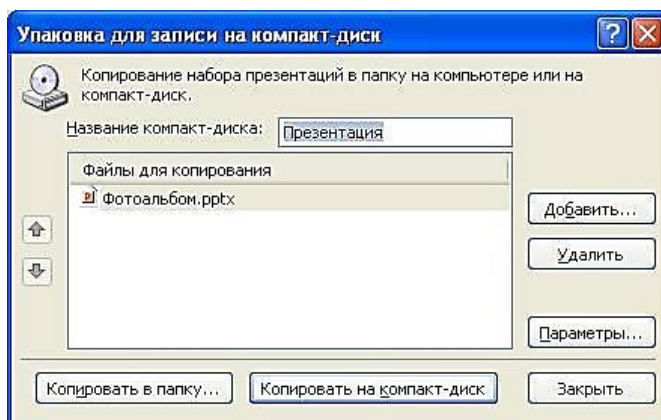 Упаковка для записи на компакт-диск
Копирование набора презентаций в папку на компьютере или на
компакт-диск.
Название компакт-диска: Презентация
Файлы для копирования
Фотоальбом.pptx
Добавить...
Удалить
Параметры...
Копировать в папку... Копировать на компакт-диск Закрыть